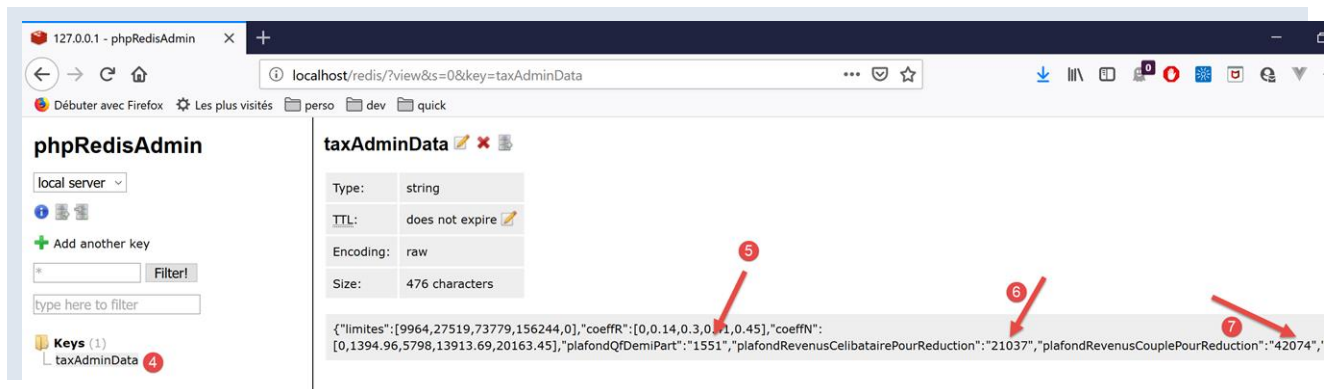 127.0.0.1 - phpRedisAdmin
localhost/redis/?view&s=0&key=taxAdminData
0
Débuter avec Firefox Les plus visités perso dev quick
phpRedisAdmin
local server
Add another key
*
Filter!
type here to filter
Keys (1)
taxAdminData 4
taxAdminData
Type: string
TTL: does not expire
Encoding: raw
Size: 476 characters
5
6
7
{"limites":[9964,27519,73779,156244,0],"coeffR":[0,0.14,0.3,0.41,0.45],"coeffN":
[0,1394.96,5798,13913.69,20163.45],"plafondQfDemiPart":"1551","plafondRevenusCelibatairePourReduction":"21037","plafondRevenusCouplePourReduction":"42074","